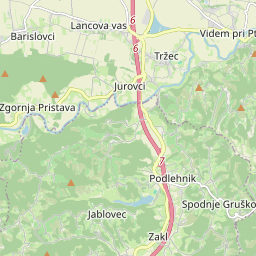 Lancova vas
6
Barislovci
Videm pri Pt
6
Tržec
Jurovci
Zgornja Pristava
7
Podlehnik
Spodnje Gruško
Jablovec
Zakl